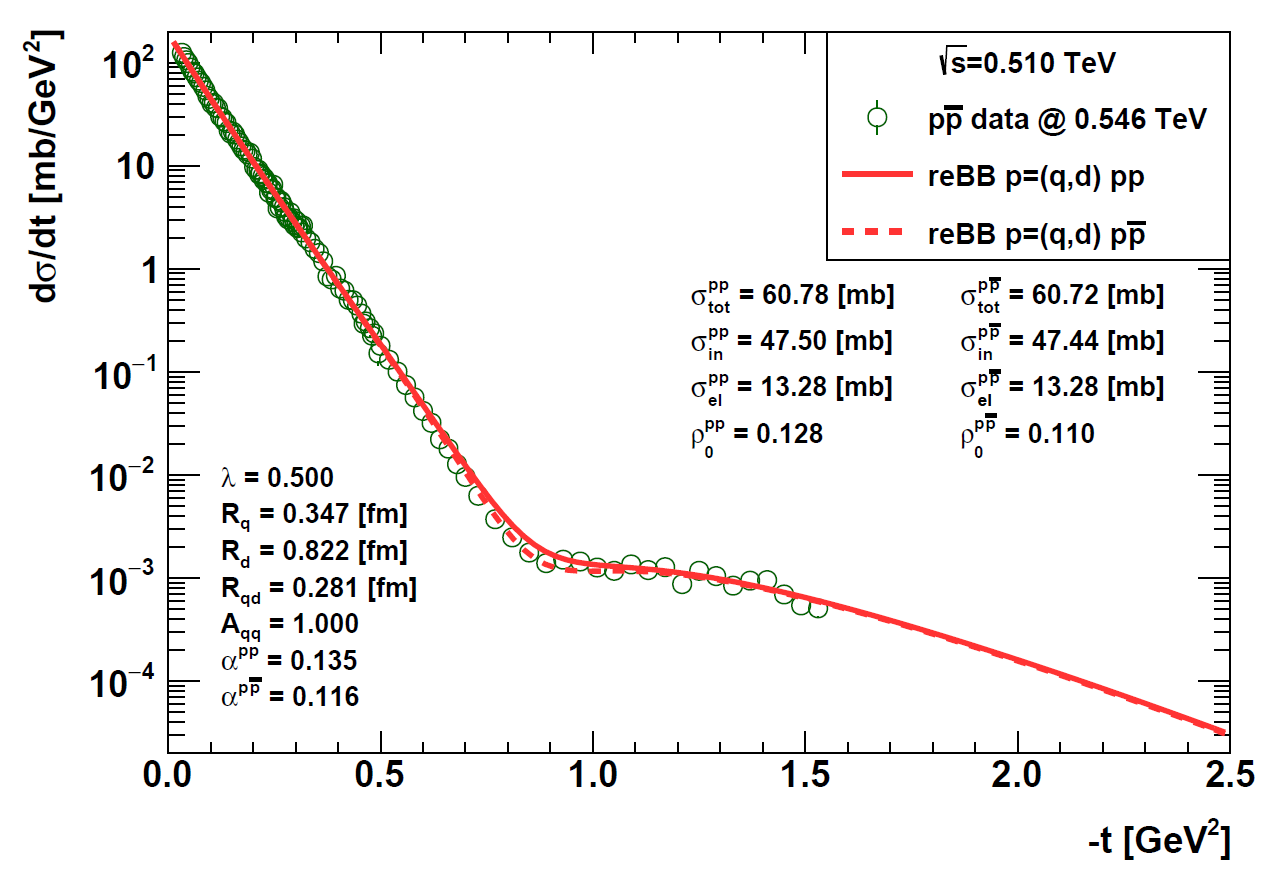 dσ/dt [mb/GeV²]
10²
10
1
10⁻¹
10⁻²
10⁻³
10⁻⁴
√s=0.510 TeV
pp̅ data @ 0.546 TeV
reBB p=(q,d) pp
reBB p=(q,d) pp̅
σ_tot^pp = 60.78 [mb]
σ_in^pp = 47.50 [mb]
σ_el^pp = 13.28 [mb]
ρ_0^pp = 0.128
σ_tot^pp̅ = 60.72 [mb]
σ_in^pp̅ = 47.44 [mb]
σ_el^pp̅ = 13.28 [mb]
ρ_0^pp̅ = 0.110
λ = 0.500
R_q = 0.347 [fm]
R_d = 0.822 [fm]
R_qd = 0.281 [fm]
A_qq = 1.000
α^pp = 0.135
α^pp̅ = 0.116
0.0 0.5 1.0 1.5 2.0 2.5
-t [GeV²]